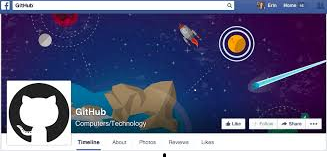 GitHub
Erin Home
GitHub
Computers/Technology
Like Follow Share
Timeline About Photos Reviews Likes